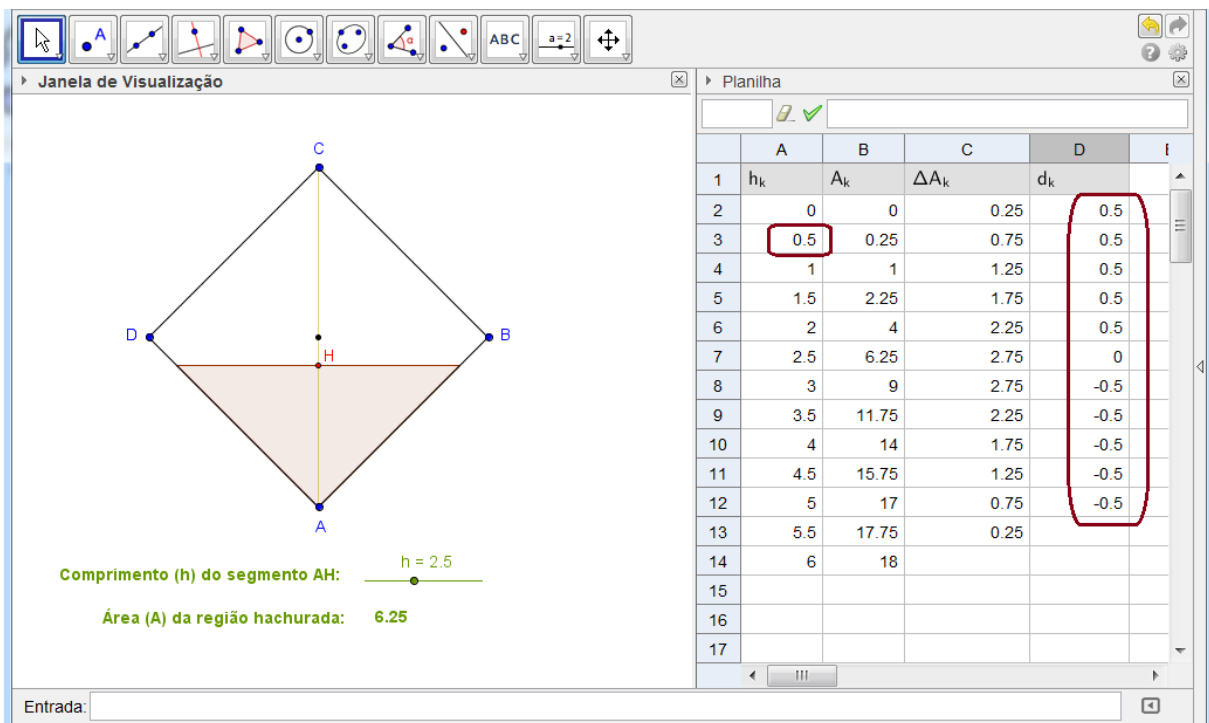 A α ABC a=2
Janela de Visualização
C
D B
H
A
h = 2.5
Comprimento (h) do segmento AH:
Área (A) da região hachurada: 6.25
Planilha
A B C D E
1 hₖ Aₖ ΔAₖ dₖ
2 0 0 0.25 0.5
3 0.5 0.25 0.75 0.5
4 1 1 1.25 0.5
5 1.5 2.25 1.75 0.5
6 2 4 2.25 0.5
7 2.5 6.25 2.75 0
8 3 9 2.75 -0.5
9 3.5 11.75 2.25 -0.5
10 4 14 1.75 -0.5
11 4.5 15.75 1.25 -0.5
12 5 17 0.75 -0.5
13 5.5 17.75 0.25
14 6 18
15
16
17
Entrada: